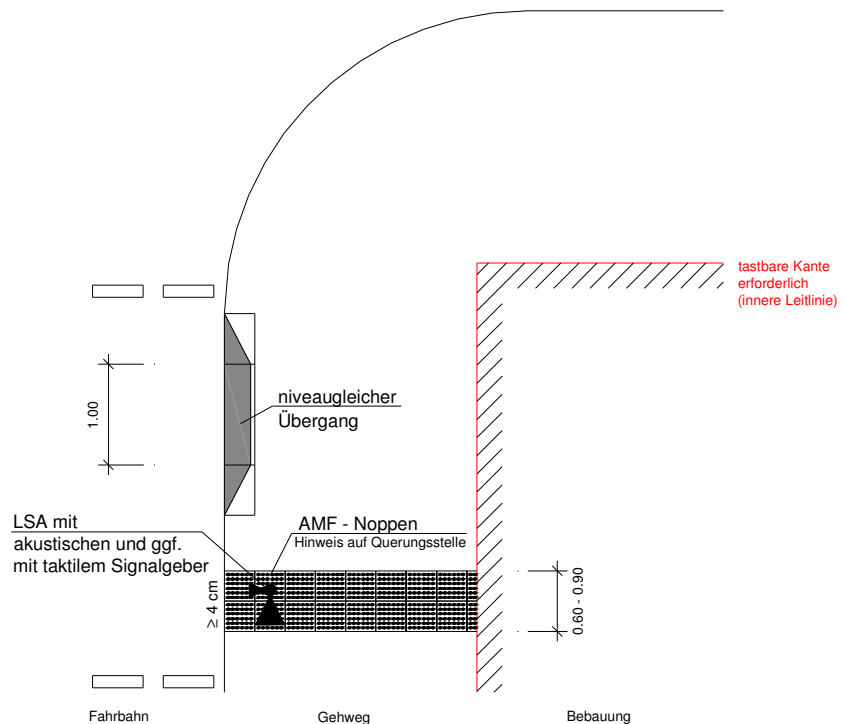 tastbare Kante
erforderlich
(innere Leitlinie)
1.00
niveaugleicher
Übergang
LSA mit
akustischen und ggf.
mit taktilem Signalgeber
AMF - Noppen
Hinweis auf Querungsstelle
≥ 4 cm
0.60 - 0.90
Fahrbahn
Gehweg
Bebauung